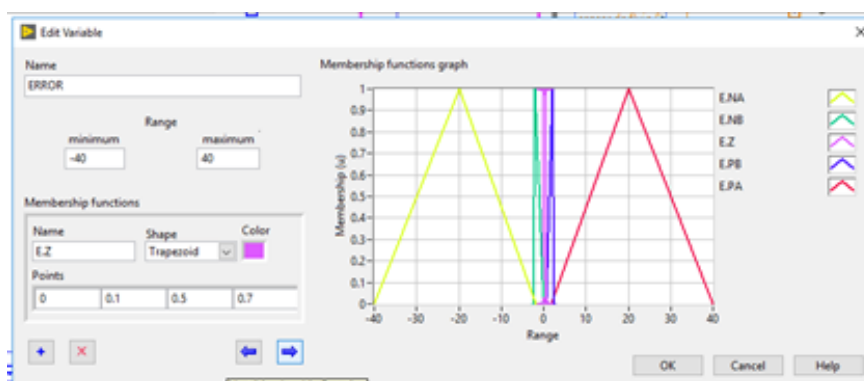 Edit Variable
Name
ERROR
Range
minimum maximum
-40 40
Membership functions
Name Shape Color
E.Z Trapezoid
Points
0 0.1 0.5 0.7
Membership functions graph
Membership (u)
1
0.9
0.8
0.7
0.6
0.5
0.4
0.3
0.2
0.1
0
-40 -30 -20 -10 0 10 20 30 40
Range
E.NA
E.NB
E.Z
E.PB
E.PA
OK Cancel Help